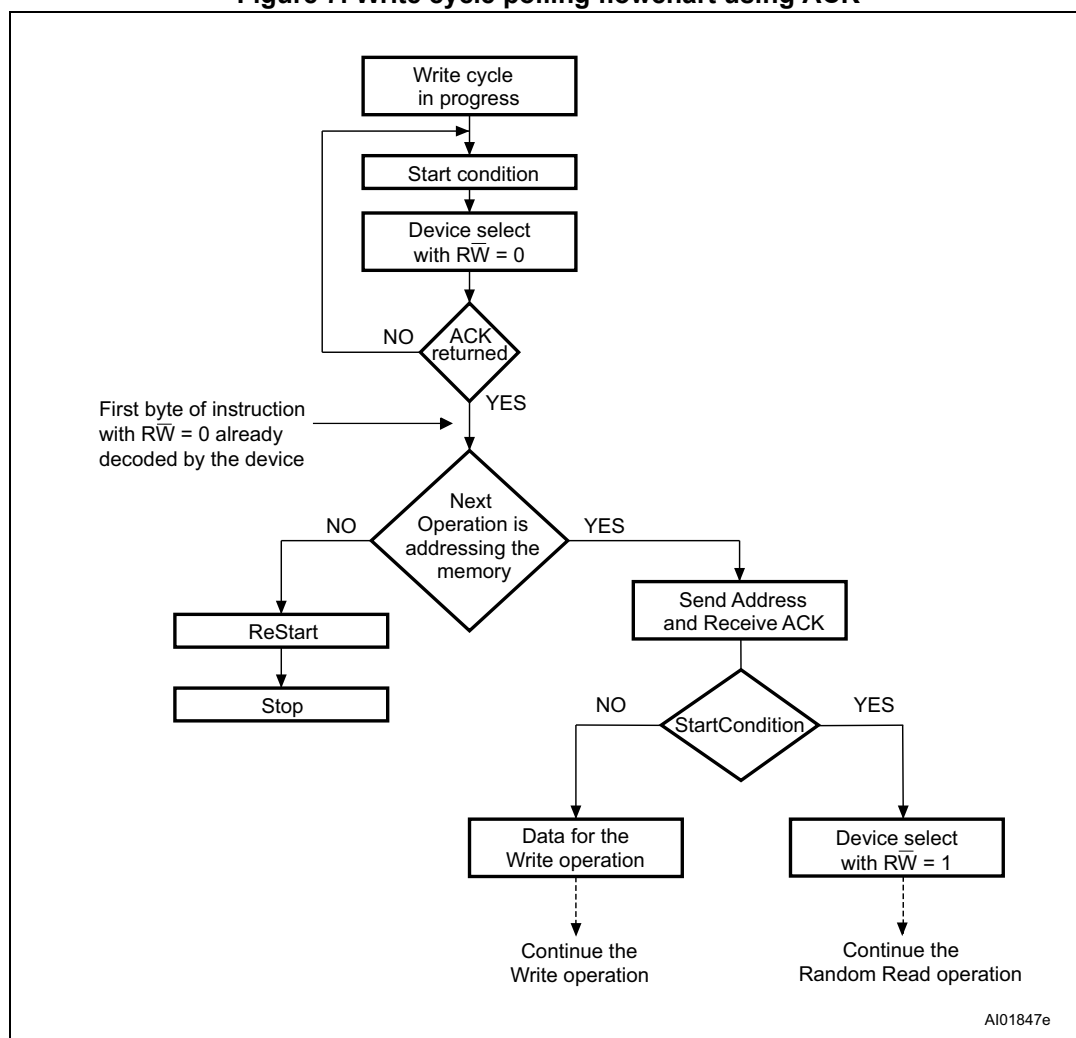 Figure 7. Write cycle polling flowchart using ACK
Write cycle
in progress
Start condition
Device select
with RW̅ = 0
NO
ACK
returned
YES
First byte of instruction
with RW̅ = 0 already
decoded by the device
NO
Next
Operation is
addressing the
memory
YES
Send Address
and Receive ACK
ReStart
Stop
NO
StartCondition
YES
Data for the
Write operation
Device select
with RW̅ = 1
Continue the
Write operation
Continue the
Random Read operation
AI01847e